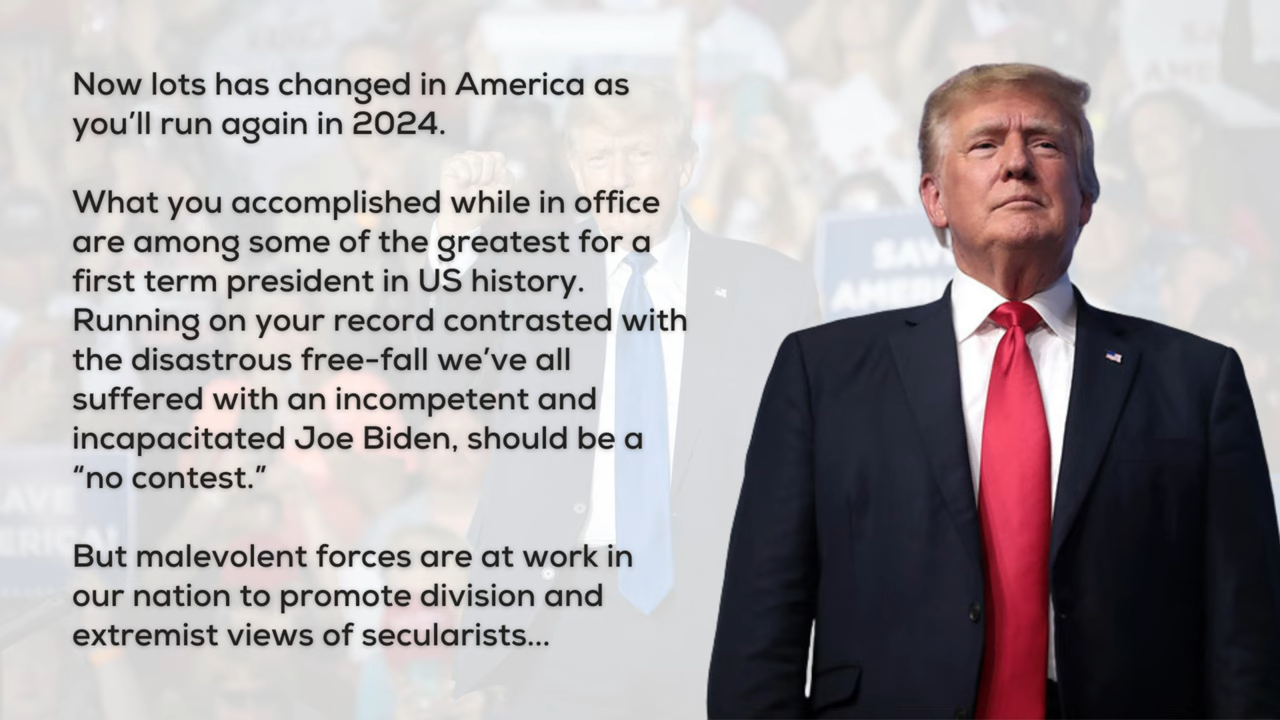 Now lots has changed in America as
you'll run again in 2024.
What you accomplished while in office
are among some of the greatest for a
first term president in US history.
Running on your record contrasted with
the disastrous free-fall we've all
suffered with an incompetent and
incapacitated Joe Biden, should be a
“no contest.”
But malevolent forces are at work in
our nation to promote division and
extremist views of secularists...